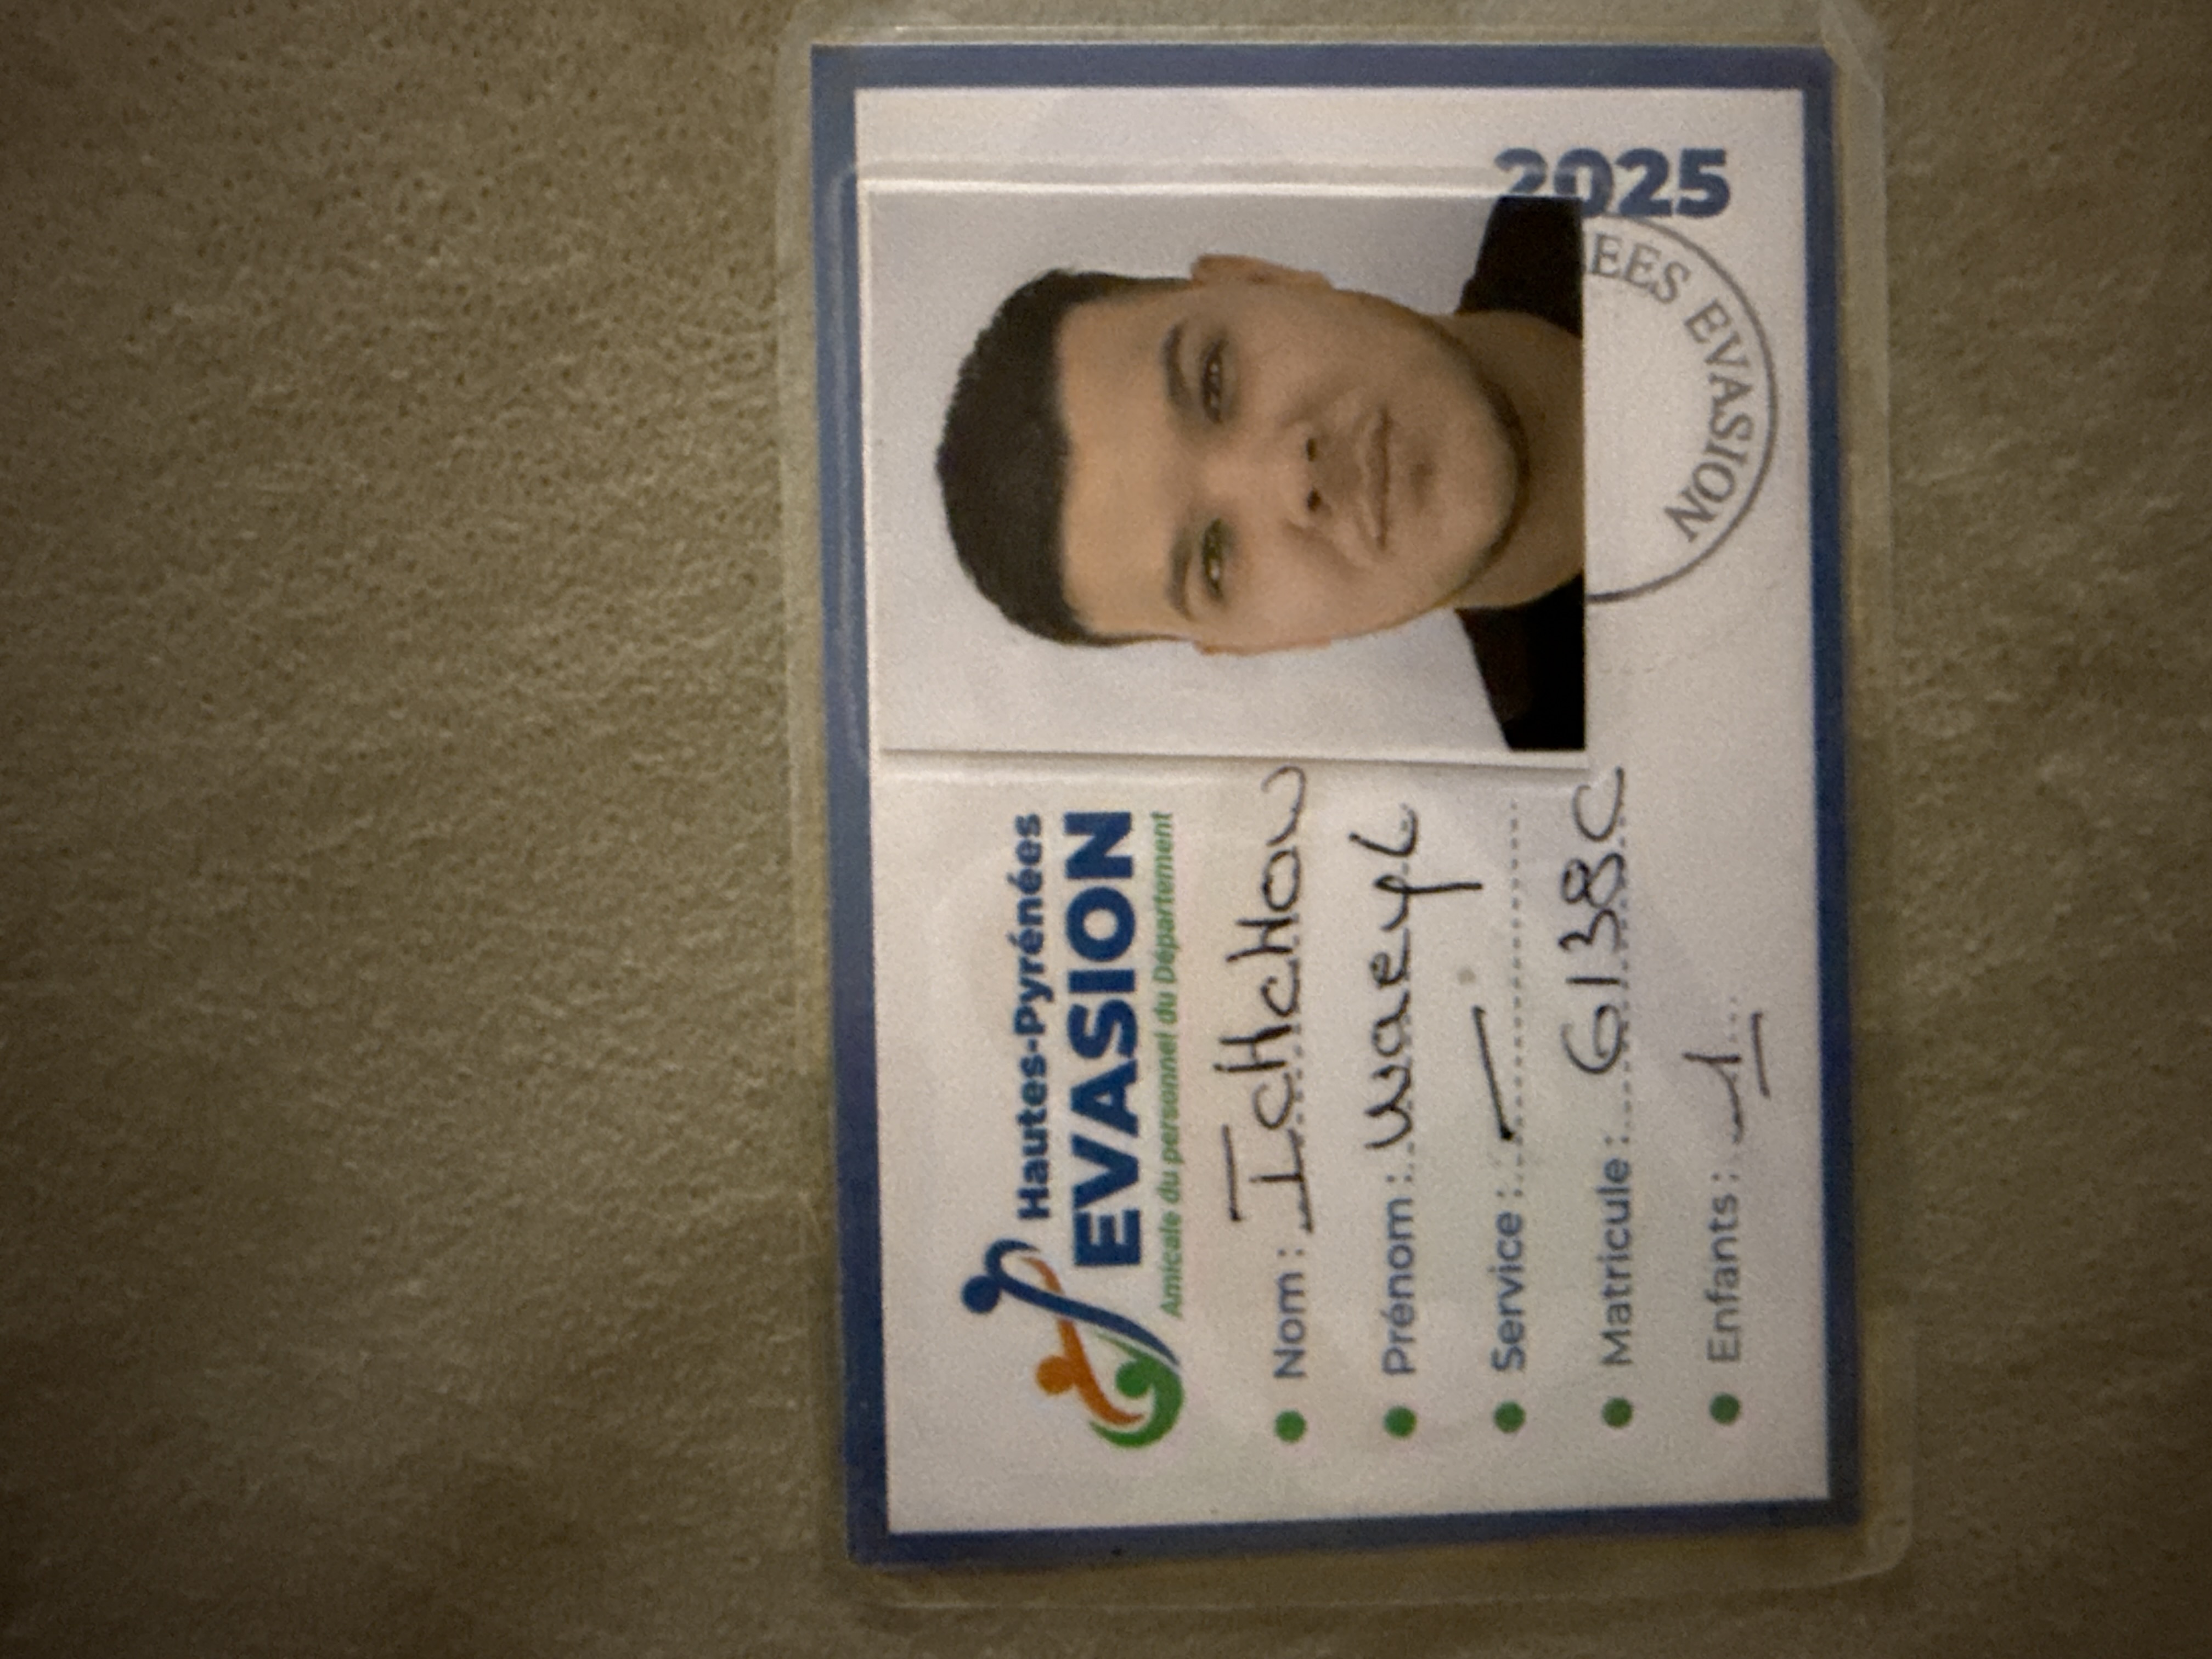 Hautes-Pyrénées
EVASION
Amicale du personnel du Département
2025
Nom : ICHCHOU
Prénom : Waeyl
Service : —
Matricule : 6138C
Enfants : 1
EES EVASION